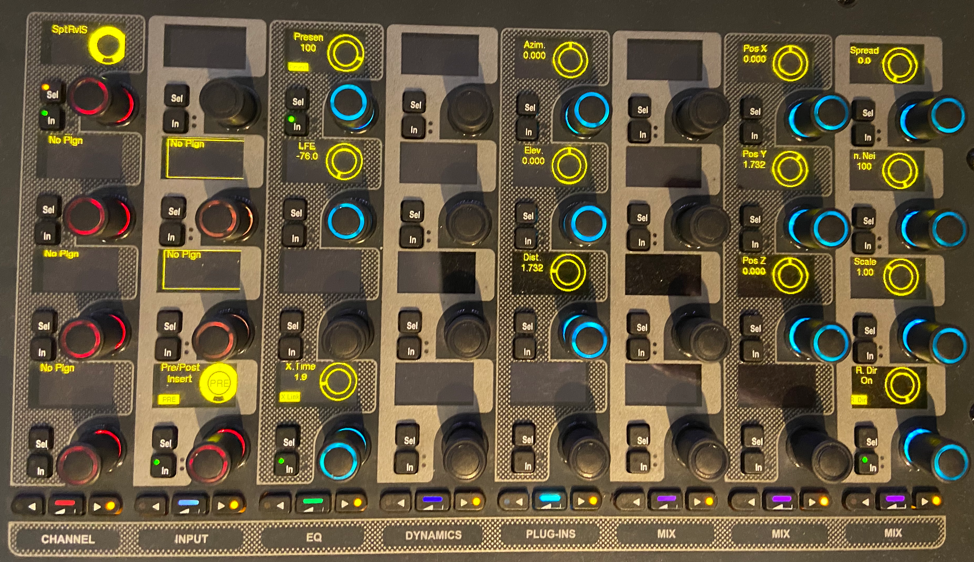 SptRvlS
Presen
100
Azim.
0.000
Pos X
0.000
Spread
0.0
Sel
Sel
Sel
Sel
Sel
Sel
Sel
Sel
In
In
In
In
In
In
In
In
No Plgn
No Plgn
LFE
-76.0
Elev.
0.000
Pos Y
1.732
n. Nei
100
Sel
Sel
Sel
Sel
Sel
Sel
Sel
Sel
In
In
In
In
In
In
In
In
No Plgn
No Plgn
Dist.
1.732
Pos Z
0.000
Scale
1.00
Sel
Sel
Sel
Sel
Sel
Sel
Sel
Sel
In
In
In
In
In
In
In
In
No Plgn
Pre/Post
Insert
PRE
PRE
X.Time
1.9
R. Dir
On
Sel
Sel
Sel
Sel
Sel
Sel
Sel
Sel
In
In
In
In
In
In
In
In
CHANNEL
INPUT
EQ
DYNAMICS
PLUG-INS
MIX
MIX
MIX